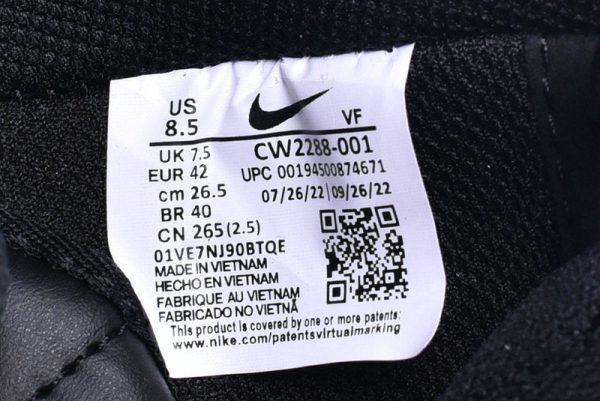 US
8.5
VF
UK 7.5
CW2288-001
EUR 42
UPC 00194500874671
cm 26.5
07/26/22 | 09/26/22
BR 40
CN 265(2.5)
01VE7NJ90BTQE
MADE IN VIETNAM
HECHO EN VIETNAM
FABRIQUE AU VIETNAM
FABRICADO NO VIETNÃ
This product is covered by one or more patents:
www.nike.com/patentsvirtualmarking